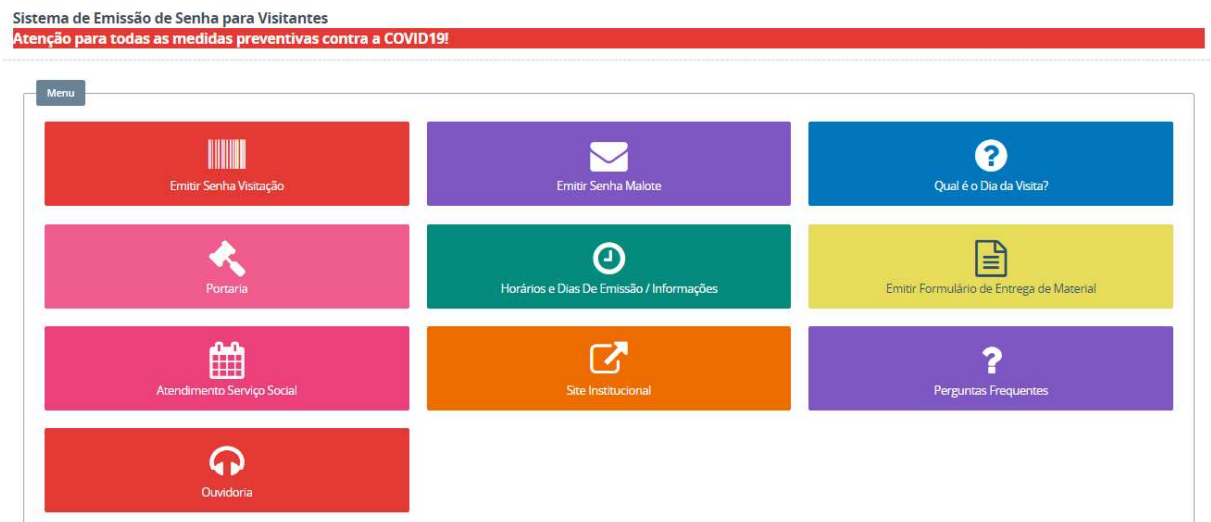 Sistema de Emissão de Senha para Visitantes
Atenção para todas as medidas preventivas contra a COVID19!
Menu
Emitir Senha Visitação
Emitir Senha Malote
Qual é o Dia da Visita?
Portaria
Horários e Dias De Emissão / Informações
Emitir Formulário de Entrega de Material
Atendimento Serviço Social
Site Institucional
Perguntas Frequentes
Ouvidoria